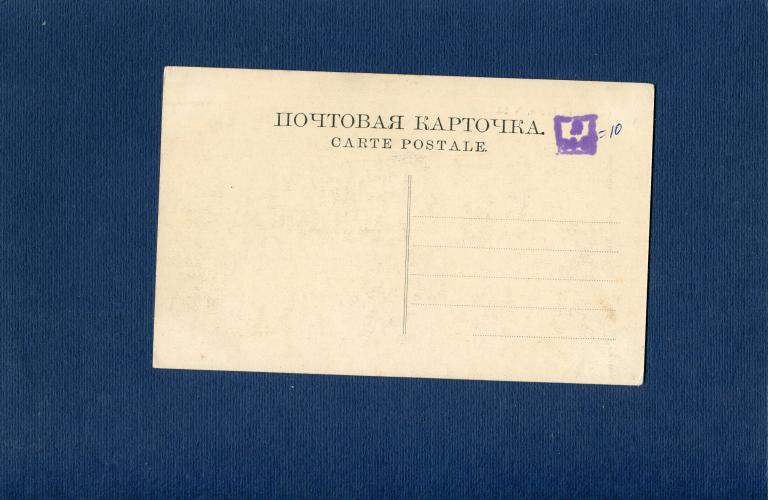 ПОЧТОВАЯ КАРТОЧКА.
CARTE POSTALE.
=10